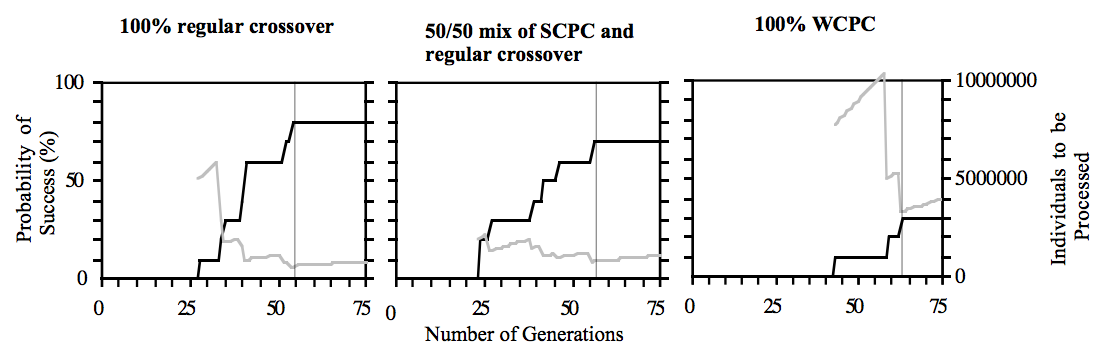 100% regular crossover
50/50 mix of SCPC and
regular crossover
100% WCPC
Probability of
Success (%)
100
50
0
0 25 50 75
0 25 50 75
0 25 50 75
Number of Generations
10000000
5000000
0
Individuals to be
Processed